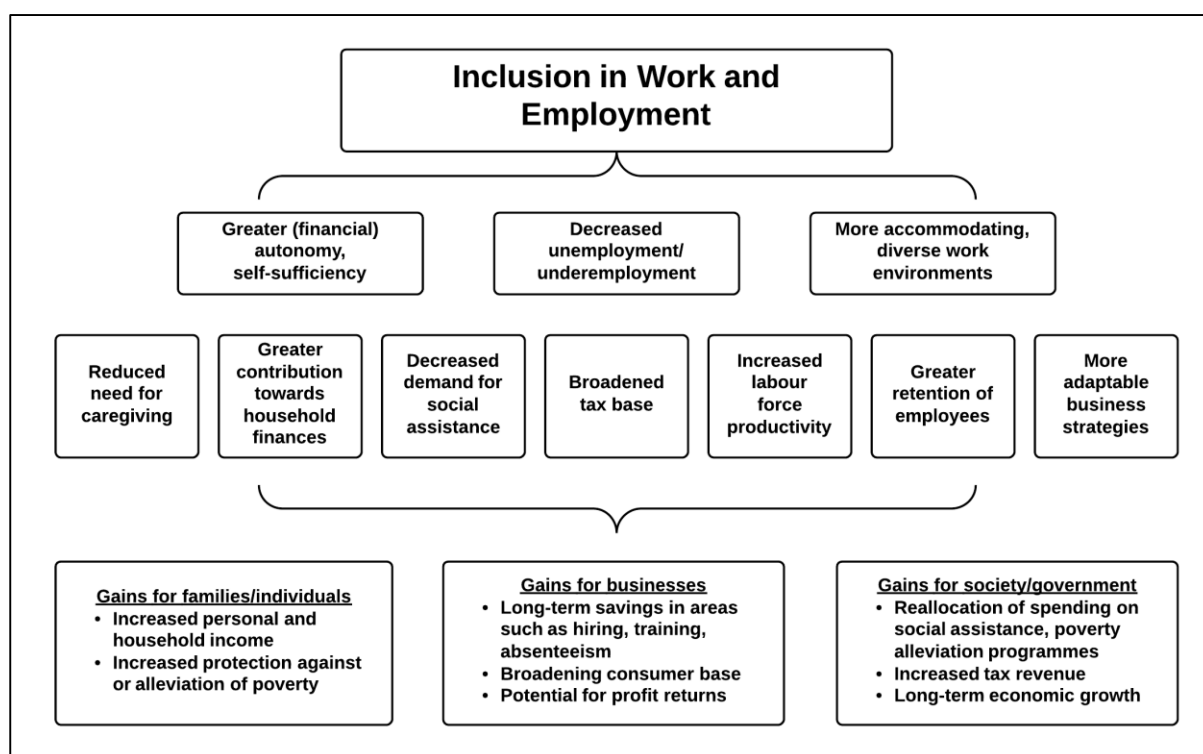 Inclusion in Work and
Employment
Greater (financial)
autonomy,
self-sufficiency
Decreased
unemployment/
underemployment
More accommodating,
diverse work
environments
Reduced
need for
caregiving
Greater
contribution
towards
household
finances
Decreased
demand for
social
assistance
Broadened
tax base
Increased
labour
force
productivity
Greater
retention of
employees
More
adaptable
business
strategies
Gains for families/individuals
• Increased personal and
household income
• Increased protection against
or alleviation of poverty
Gains for businesses
• Long-term savings in areas
such as hiring, training,
absenteeism
• Broadening consumer base
• Potential for profit returns
Gains for society/government
• Reallocation of spending on
social assistance, poverty
alleviation programmes
• Increased tax revenue
• Long-term economic growth